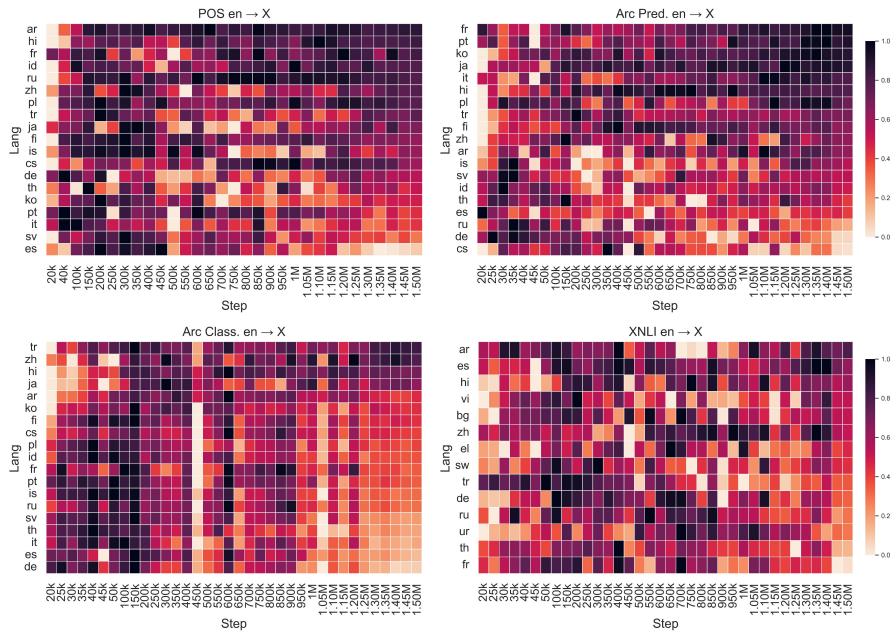 POS en → X
Lang
ar
hi
fr
id
ru
zh
pl
tr
ja
fi
is
cs
de
th
ko
pt
it
sv
es
20k 40k 100k 150k 200k 250k 300k 350k 400k 450k 500k 550k 600k 650k 700k 750k 800k 850k 900k 950k 1M 1.05M 1.10M 1.15M 1.20M 1.25M 1.30M 1.35M 1.40M 1.45M 1.50M
Step
Arc Pred. en → X
Lang
fr
pt
ko
ja
it
hi
pl
tr
fi
zh
ar
is
sv
id
th
es
ru
de
cs
20k 25k 30k 35k 40k 45k 50k 100k 150k 200k 250k 300k 350k 400k 450k 500k 550k 600k 650k 700k 750k 800k 850k 900k 950k 1M 1.05M 1.10M 1.15M 1.20M 1.25M 1.30M 1.35M 1.40M 1.45M 1.50M
Step
1.0
0.8
0.6
0.4
0.2
0.0
Arc Class. en → X
Lang
tr
zh
hi
ja
ar
ko
fi
cs
pl
id
fr
pt
is
ru
sv
th
it
es
de
20k 25k 30k 35k 40k 45k 50k 100k 150k 200k 250k 300k 350k 400k 450k 500k 550k 600k 650k 700k 750k 800k 850k 900k 950k 1M 1.05M 1.10M 1.15M 1.20M 1.25M 1.30M 1.35M 1.40M 1.45M 1.50M
Step
XNLI en → X
Lang
ar
es
hi
vi
bg
zh
el
sw
tr
de
ru
ur
th
fr
20k 25k 30k 35k 40k 45k 50k 100k 150k 200k 250k 300k 350k 400k 450k 500k 550k 600k 650k 700k 750k 800k 850k 900k 950k 1M 1.05M 1.10M 1.15M 1.20M 1.25M 1.30M 1.35M 1.40M 1.45M 1.50M
Step
1.0
0.8
0.6
0.4
0.2
0.0